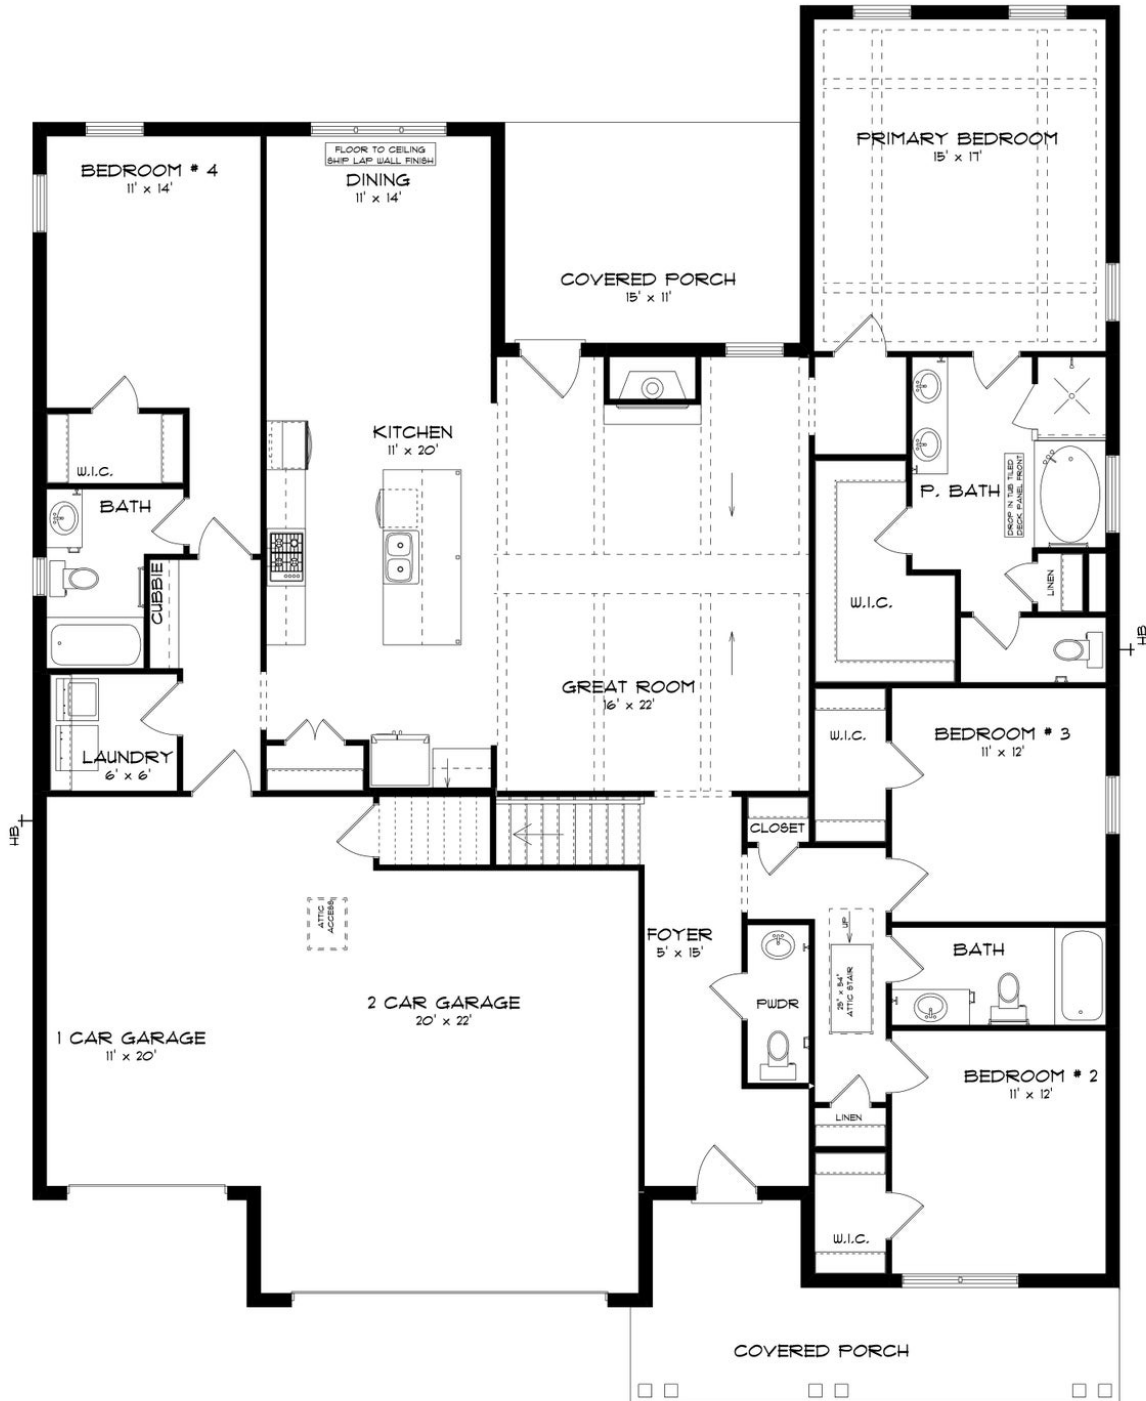 PRIMARY BEDROOM
15' x 17'
BEDROOM # 4
11' x 14'
FLOOR TO CEILING
SHIP LAP WALL FINISH
DINING
11' x 14'
COVERED PORCH
15' x 11'
KITCHEN
11' x 20'
W.I.C.
BATH
P. BATH
DROP IN TUB TILED
DECK PANEL FRONT
CUBBIE
LINEN
W.I.C.
HB
GREAT ROOM
16' x 22'
LAUNDRY
6' x 6'
W.I.C.
BEDROOM # 3
11' x 12'
HB
CLOSET
ATTIC
ACCESS
UP
FOYER
5' x 15'
BATH
25" x 54"
ATTIC STAIR
2 CAR GARAGE
20' x 22'
PWDR
1 CAR GARAGE
11' x 20'
BEDROOM # 2
11' x 12'
LINEN
W.I.C.
COVERED PORCH